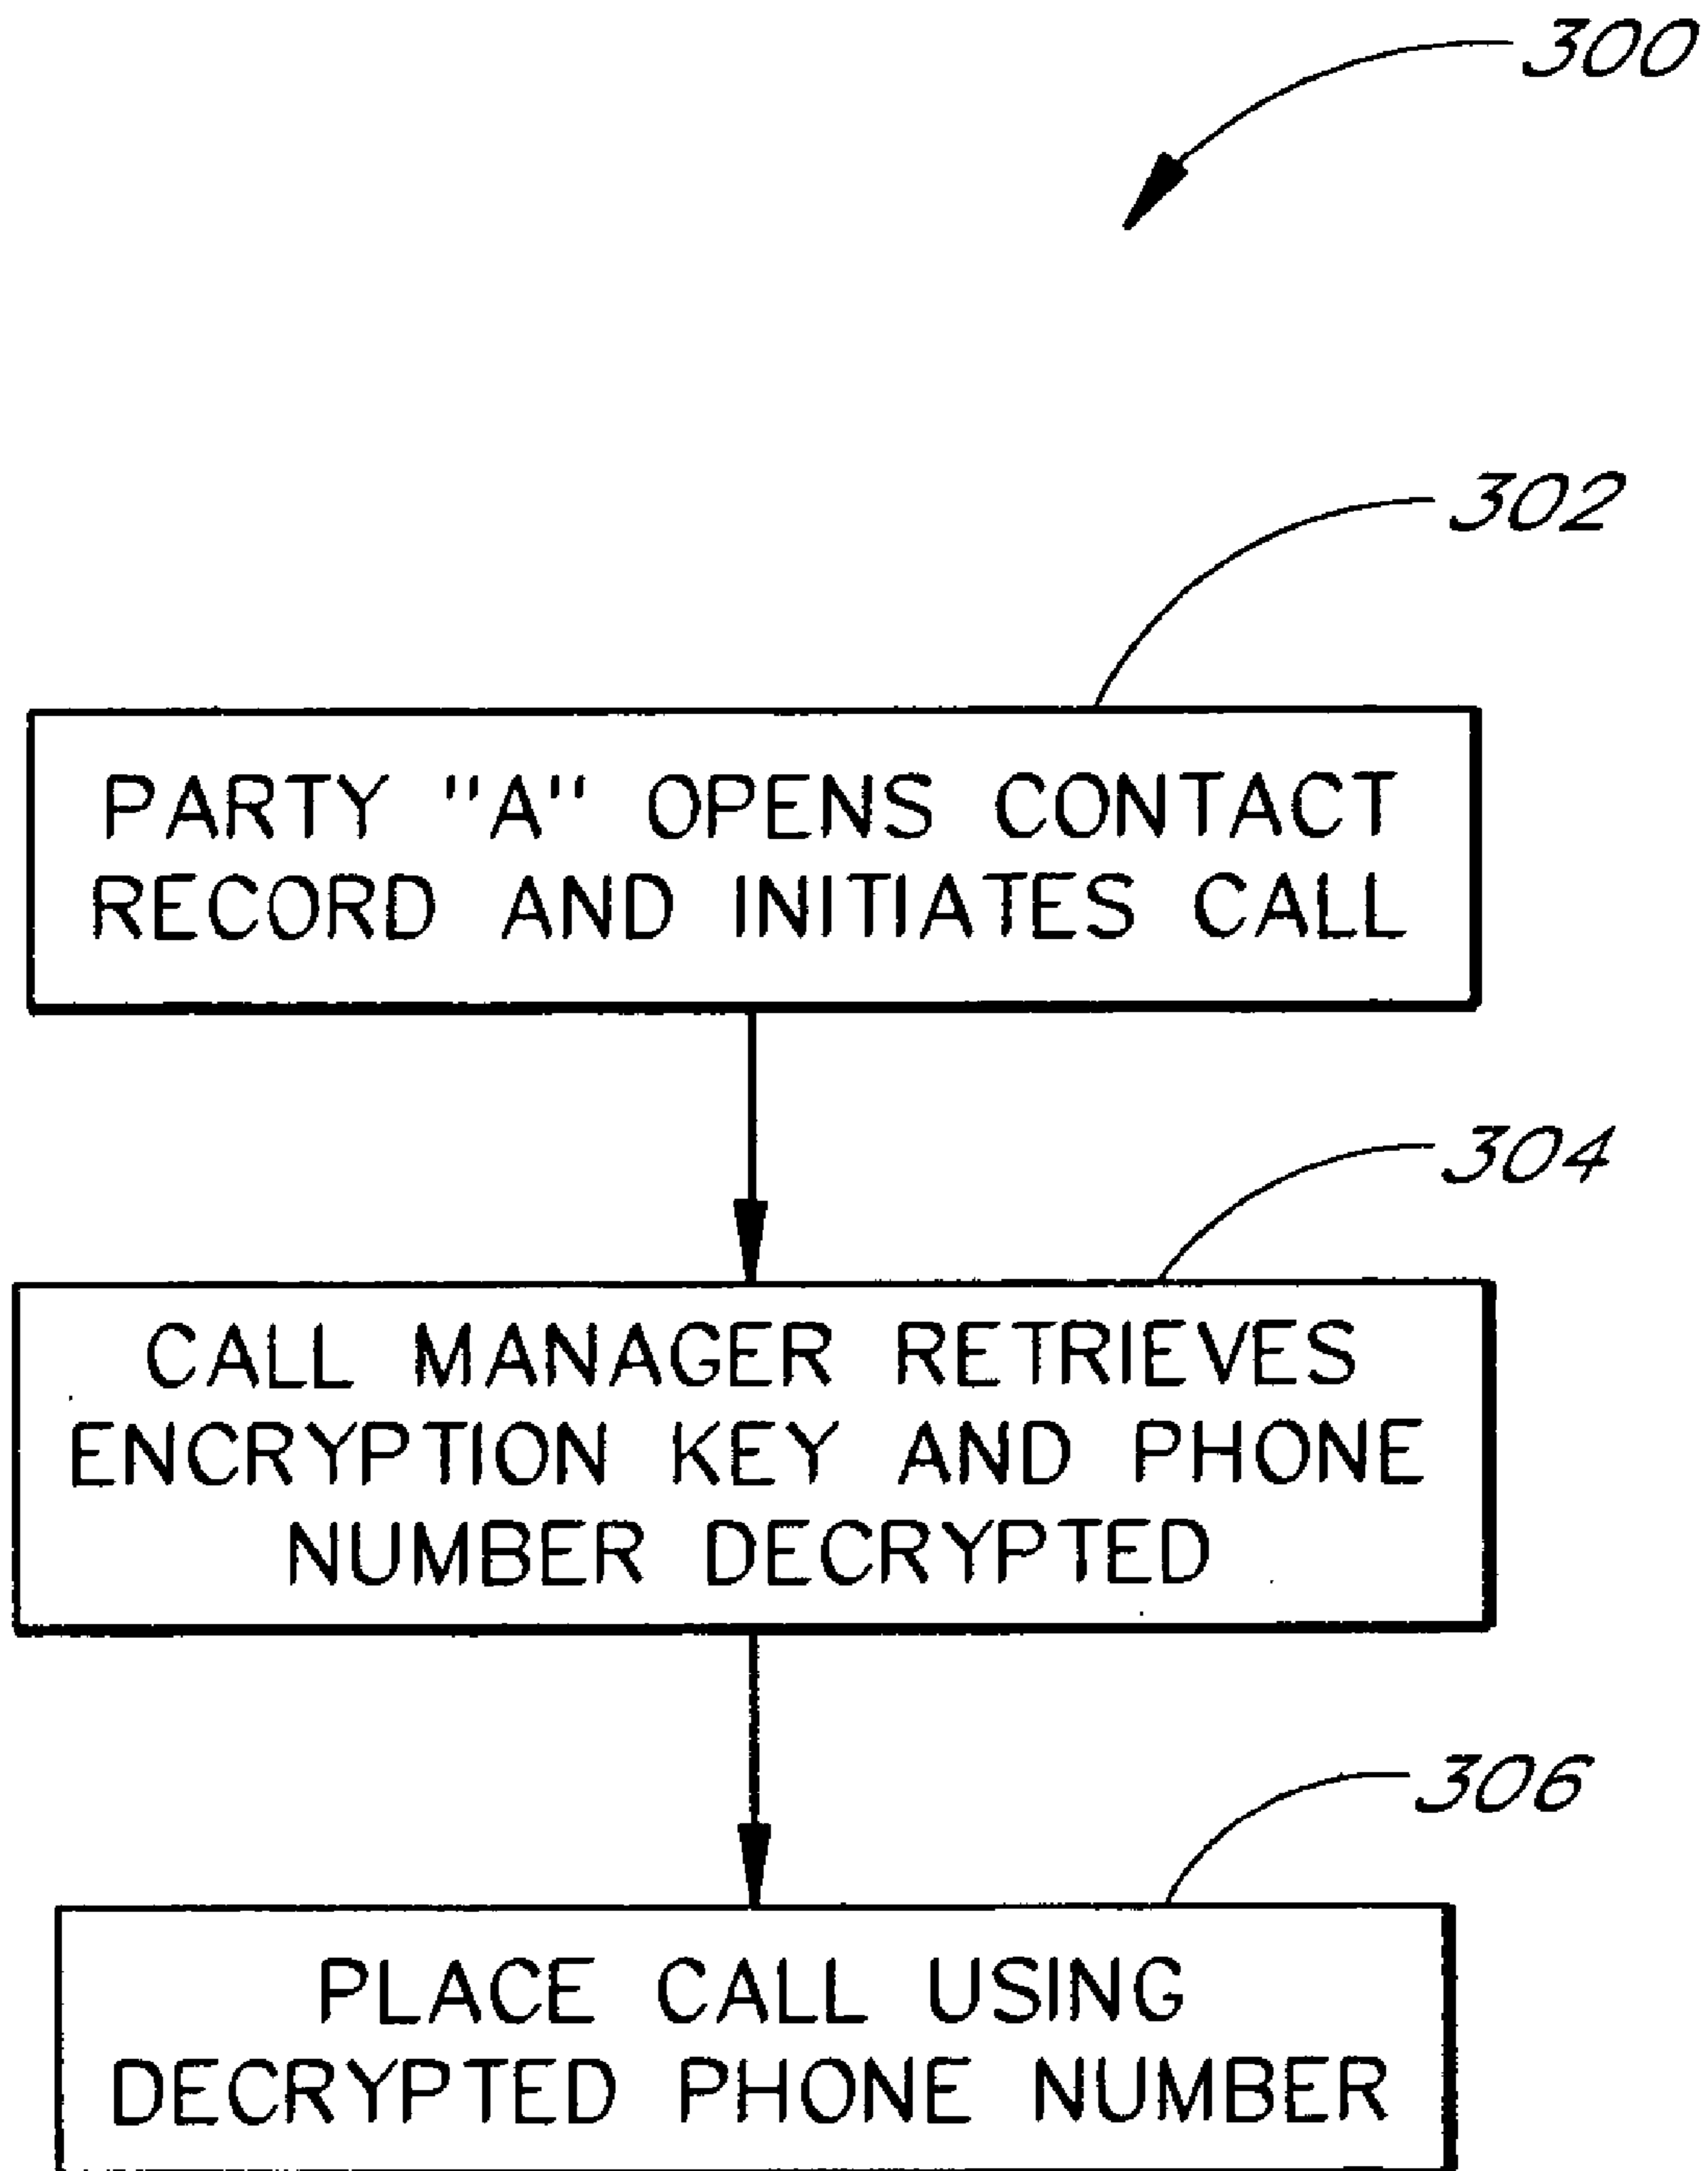 300
302
PARTY "A" OPENS CONTACT
RECORD AND INITIATES CALL
304
CALL MANAGER RETRIEVES
ENCRYPTION KEY AND PHONE
NUMBER DECRYPTED
306
PLACE CALL USING
DECRYPTED PHONE NUMBER